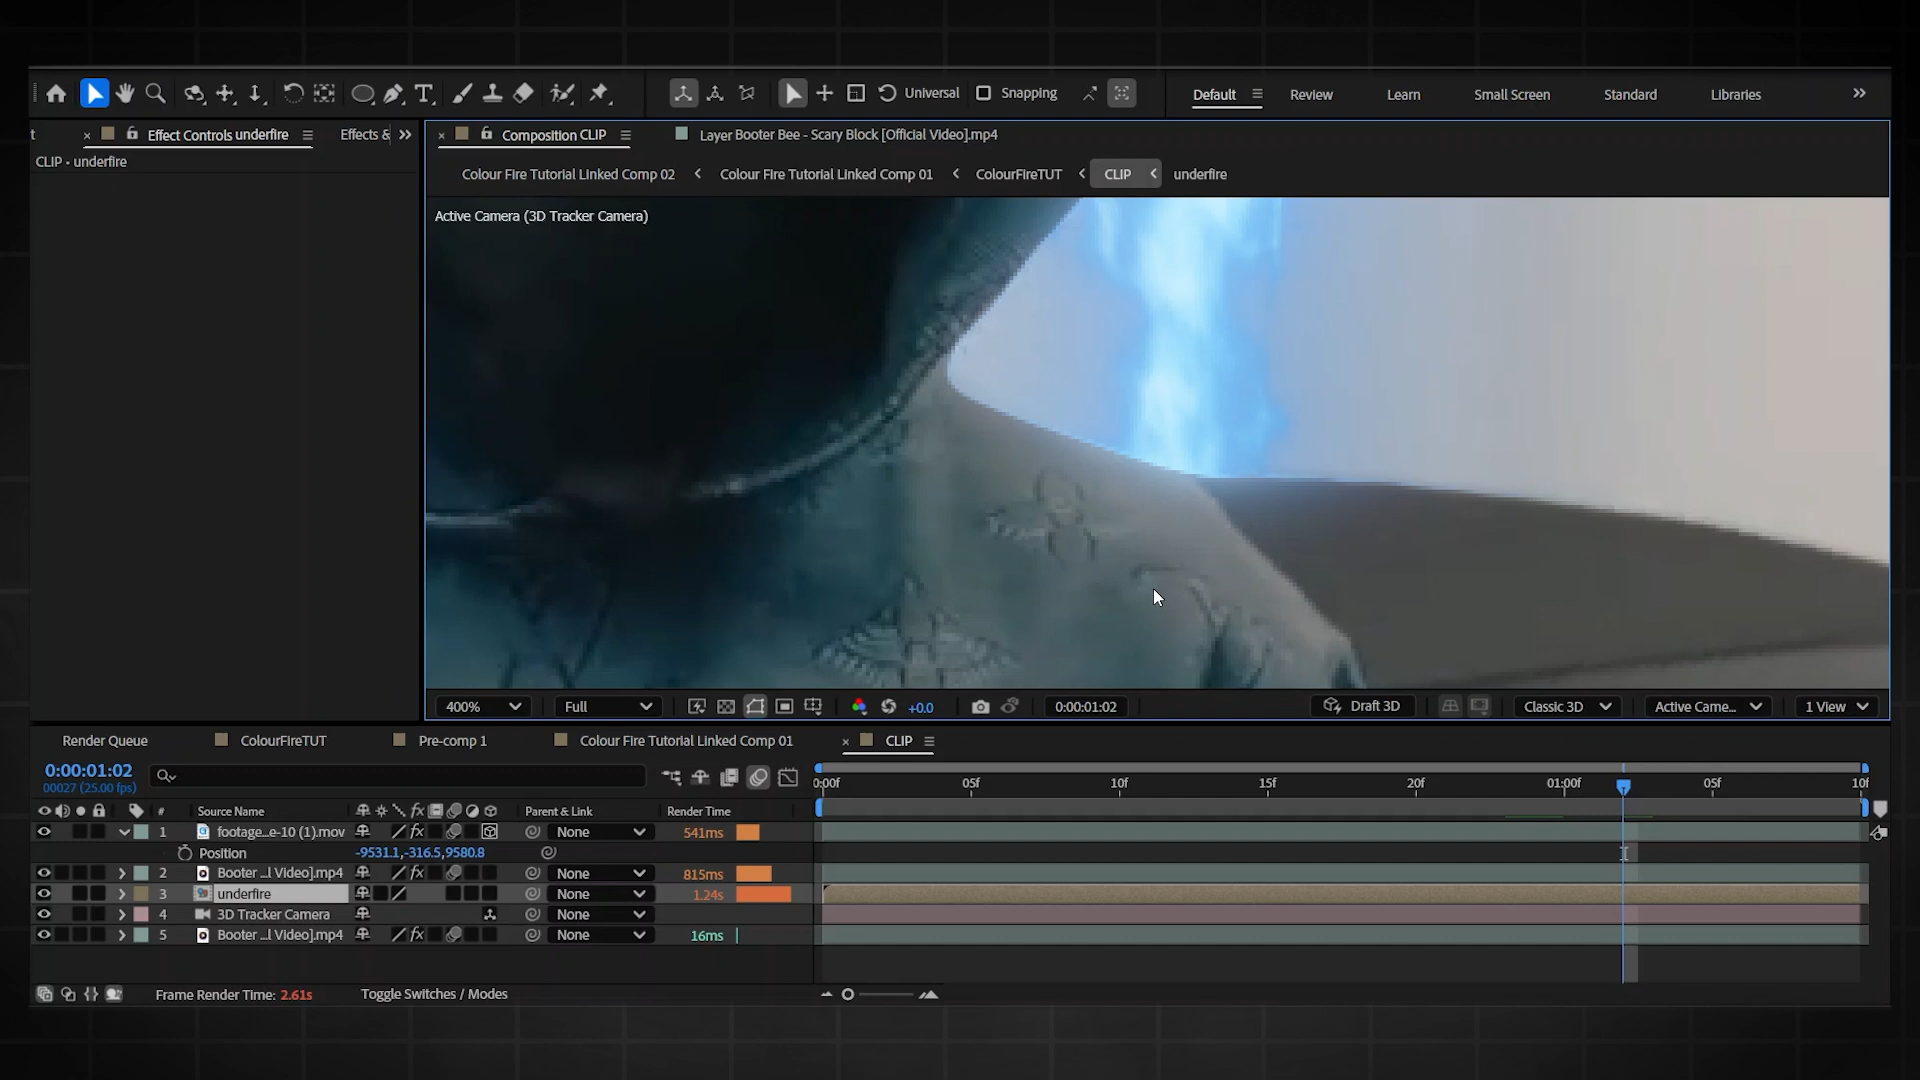 Universal Snapping Default Review Learn Small Screen Standard Libraries
t Effect Controls underfire Effects & Composition CLIP Layer Booter Bee - Scary Block [Official Video].mp4
CLIP • underfire
Colour Fire Tutorial Linked Comp 02 < Colour Fire Tutorial Linked Comp 01 < ColourFireTUT < CLIP < underfire
Active Camera (3D Tracker Camera)
400% Full +0.0 0:00:01:02 Draft 3D Classic 3D Active Came... 1 View
Render Queue ColourFireTUT Pre-comp 1 Colour Fire Tutorial Linked Comp 01 CLIP
0:00:01:02
00027 (25.00 fps)
0:00f 05f 10f 15f 20f 01:00f 05f 10f
# Source Name fx Parent & Link Render Time
1 footage...e-10 (1).mov fx None 541ms
Position -9531.1,-316.5,9580.8
2 Booter ...l Video].mp4 fx None 815ms
3 underfire None 1.24s
4 3D Tracker Camera None
5 Booter ...l Video].mp4 fx None 16ms
Frame Render Time: 2.61s Toggle Switches / Modes